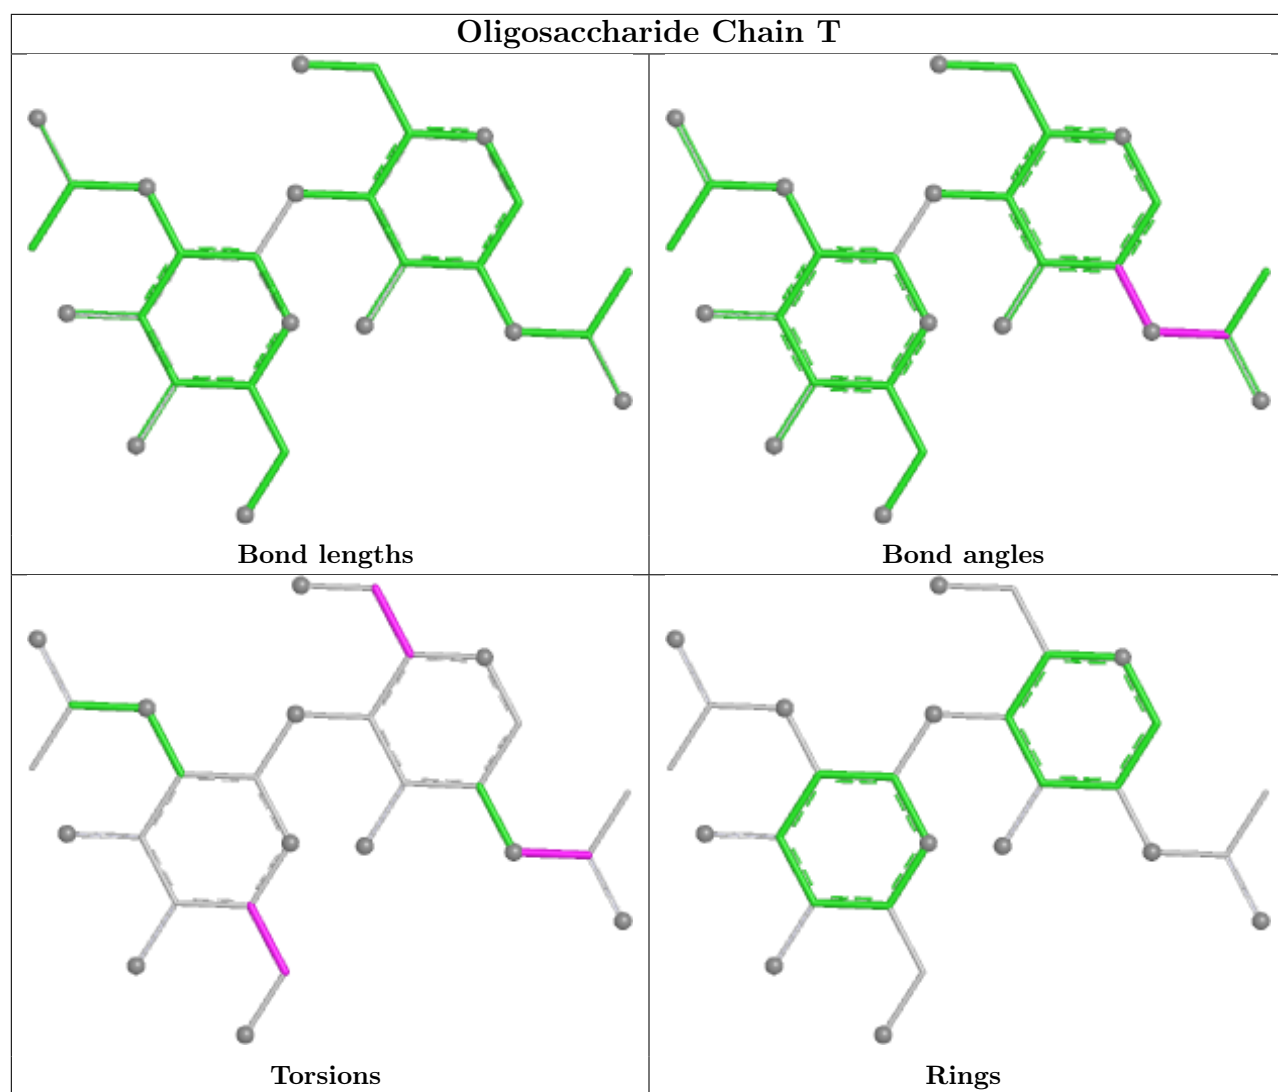 Oligosaccharide Chain T
Bond lengths
Bond angles
Torsions
Rings